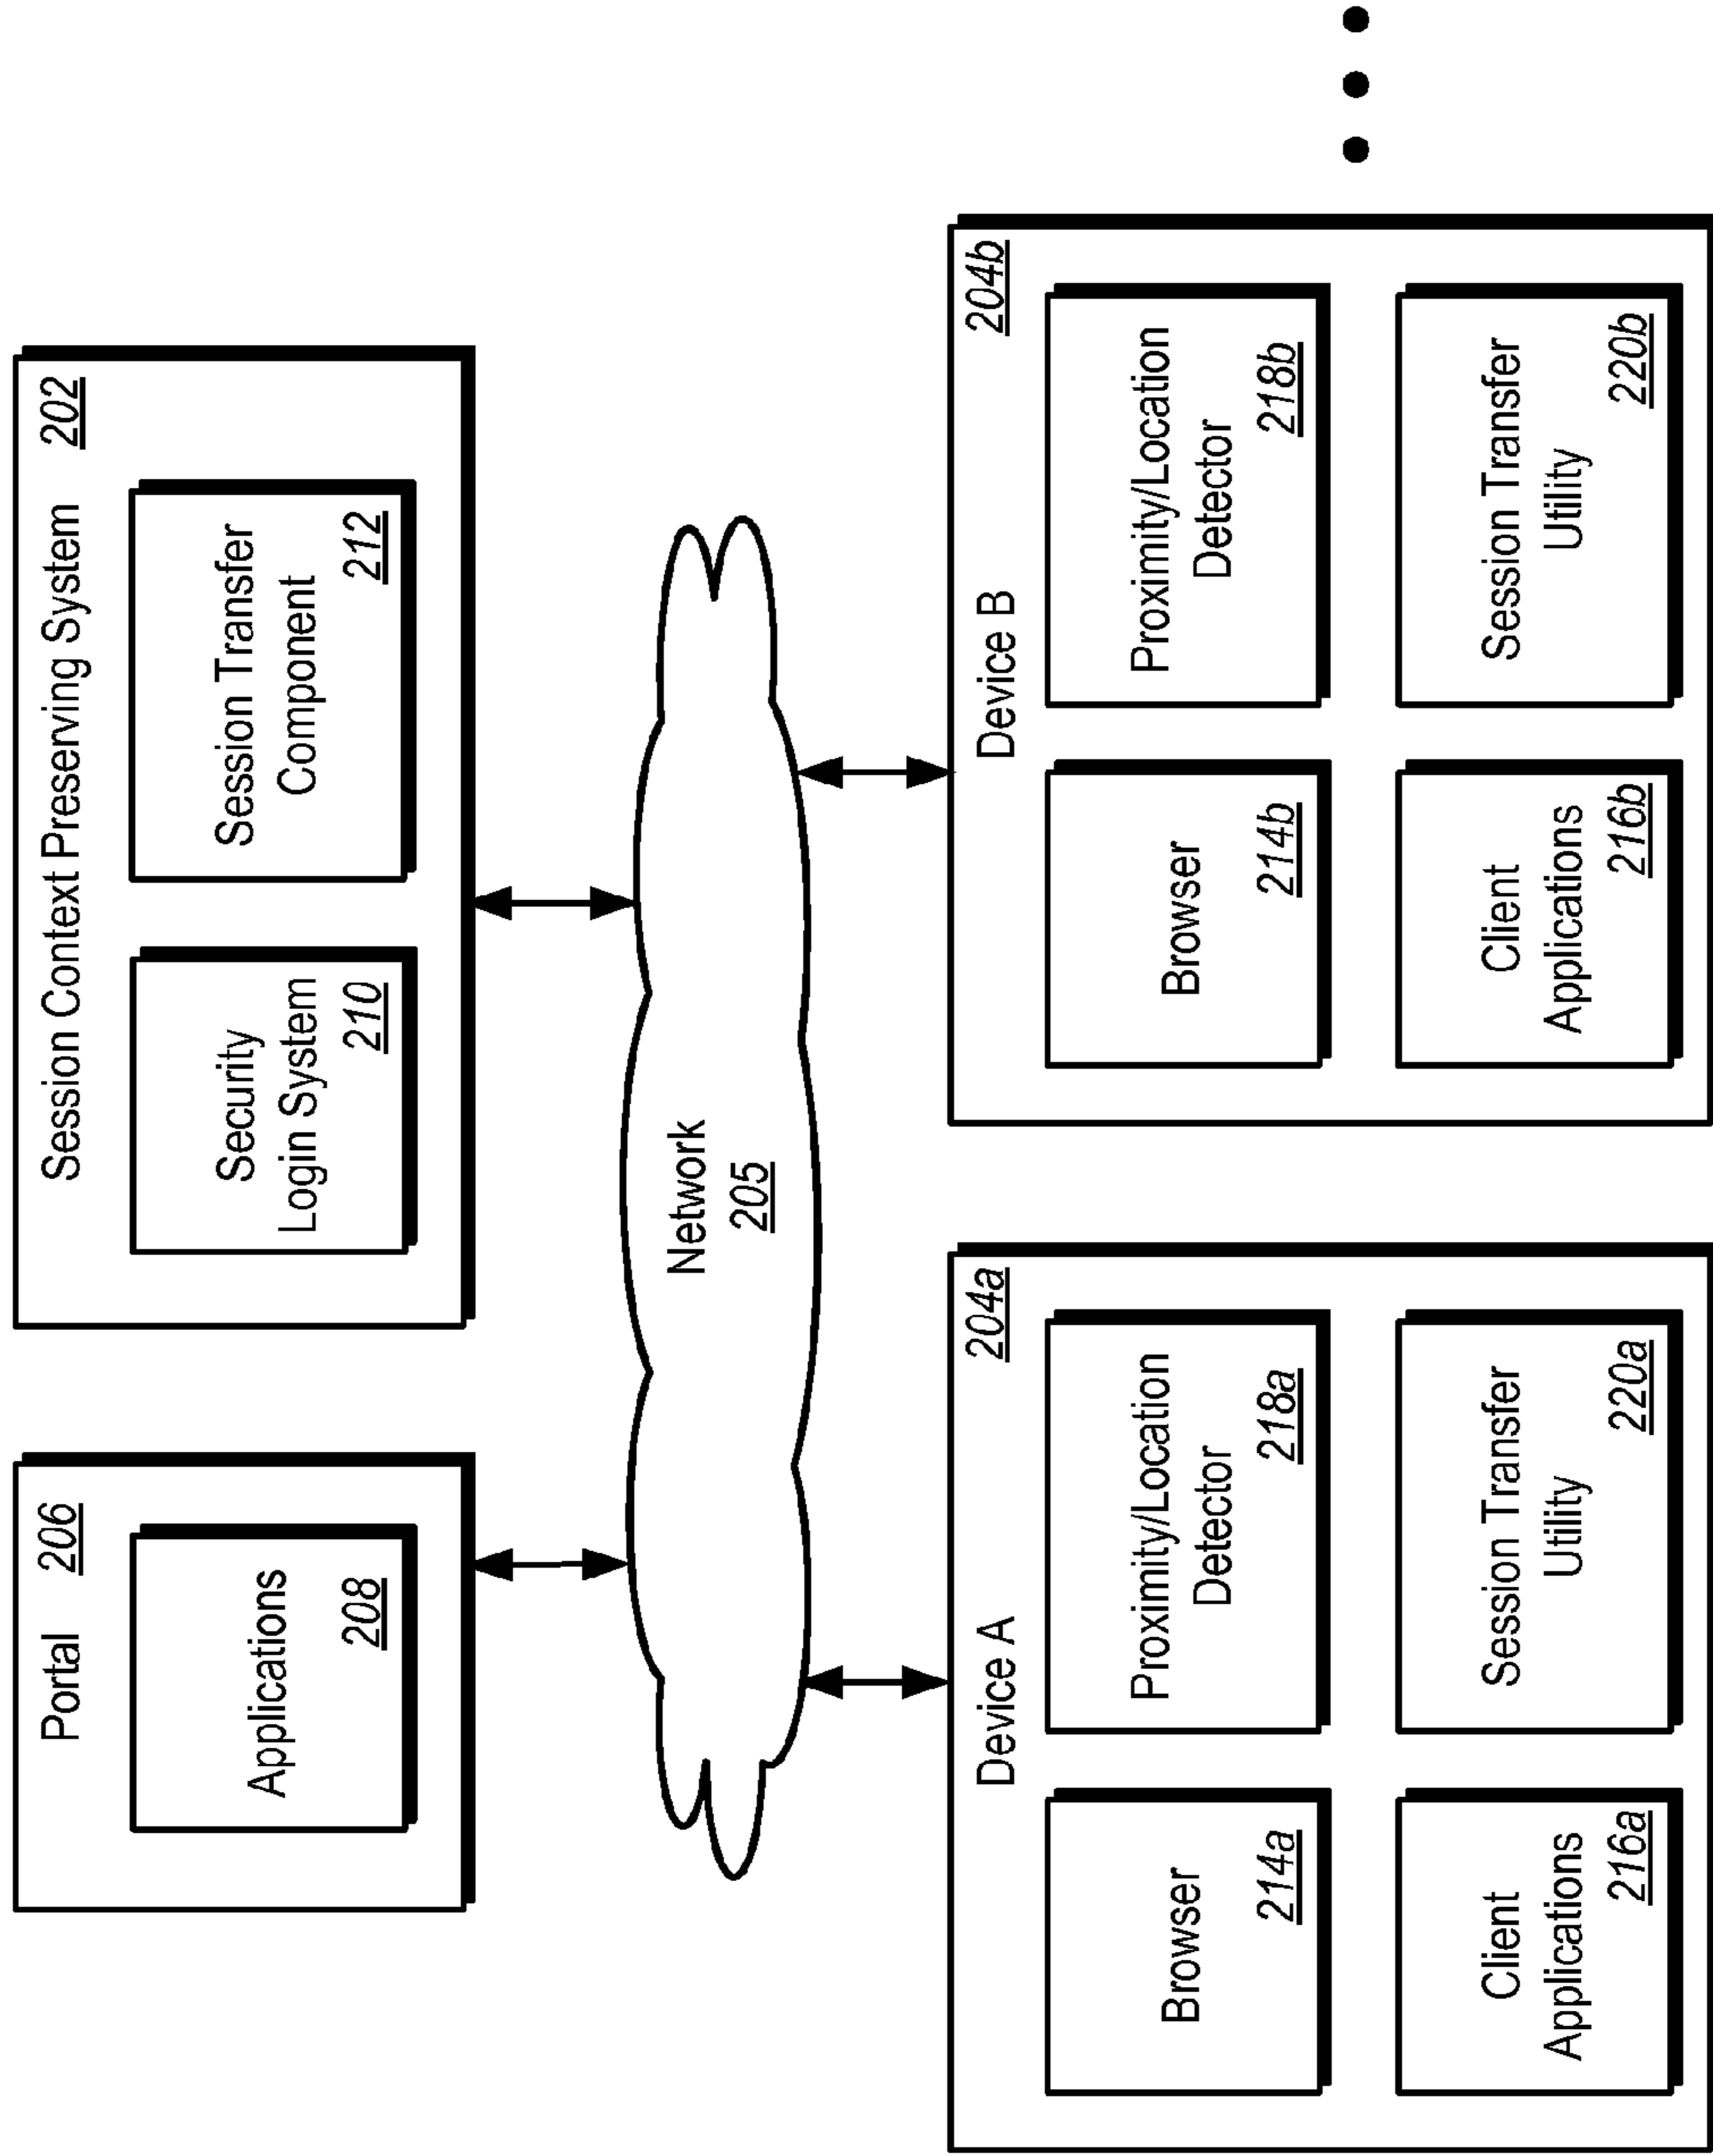 Portal 206
Applications
208
Session Context Preserving System 202
Security
Login System
210
Session Transfer
Component
212
Network
205
Device A
204a
Browser
214a
Proximity/Location
Detector
218a
Client
Applications
216a
Session Transfer
Utility
220a
Device B
204b
Browser
214b
Proximity/Location
Detector
218b
Client
Applications
216b
Session Transfer
Utility
220b